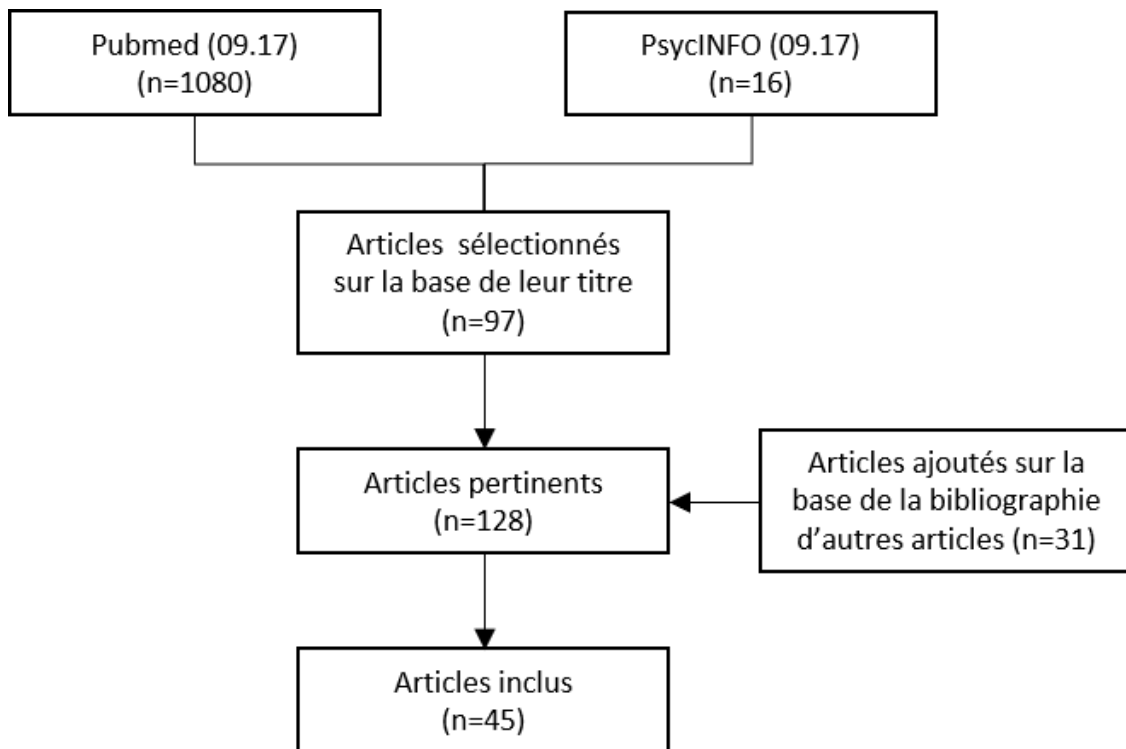 Pubmed (09.17)
(n=1080)
PsycINFO (09.17)
(n=16)
Articles sélectionnés
sur la base de leur titre
(n=97)
Articles pertinents
(n=128)
Articles ajoutés sur la
base de la bibliographie
d’autres articles (n=31)
Articles inclus
(n=45)